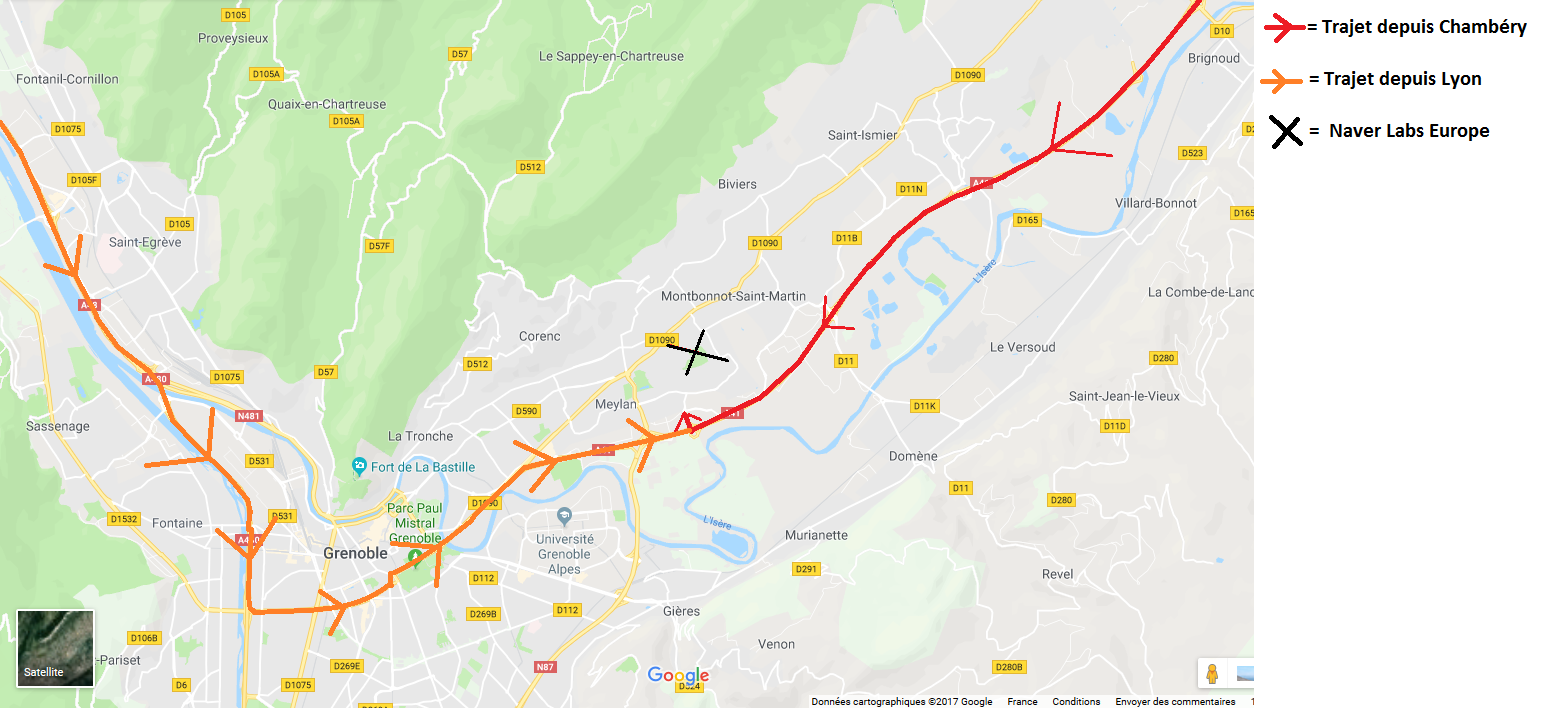 = Trajet depuis Chambéry
= Trajet depuis Lyon
= Naver Labs Europe
D105
Proveysieux
D57
Le Sappey-en-Chartreuse
D10
Brignoud
Fontanil-Cornillon
D105A
Quaix-en-Chartreuse
D105A
D1090
D1075
Saint-Ismier
D512
D523
D105F
Biviers
D11N
Villard-Bonnot
D165
D165
D105
Saint-Egrève
D57F
D1090
D11B
L'Isère
La Combe-de-Lanc
Montbonnot-Saint-Martin
Corenc
D1090
Le Versoud
D280
D512
D11
D57
D1075
Saint-Jean-le-Vieux
Meylan
D590
D11K
N481
D11D
Sassenage
La Tronche
Domène
D531
Fort de La Bastille
D11
D280
D1090
Parc Paul
Mistral
Grenoble
D1532
Fontaine
D531
L'Isère
Murianette
Grenoble
Université
Grenoble
Alpes
D291
Revel
D112
D269B
D112
Gières
D106B
Venon
-Pariset
D269E
N87
D280B
Satellite
D6
D1075
Google
D524
Données cartographiques ©2017 Google
France
Conditions
Envoyer des commentaires